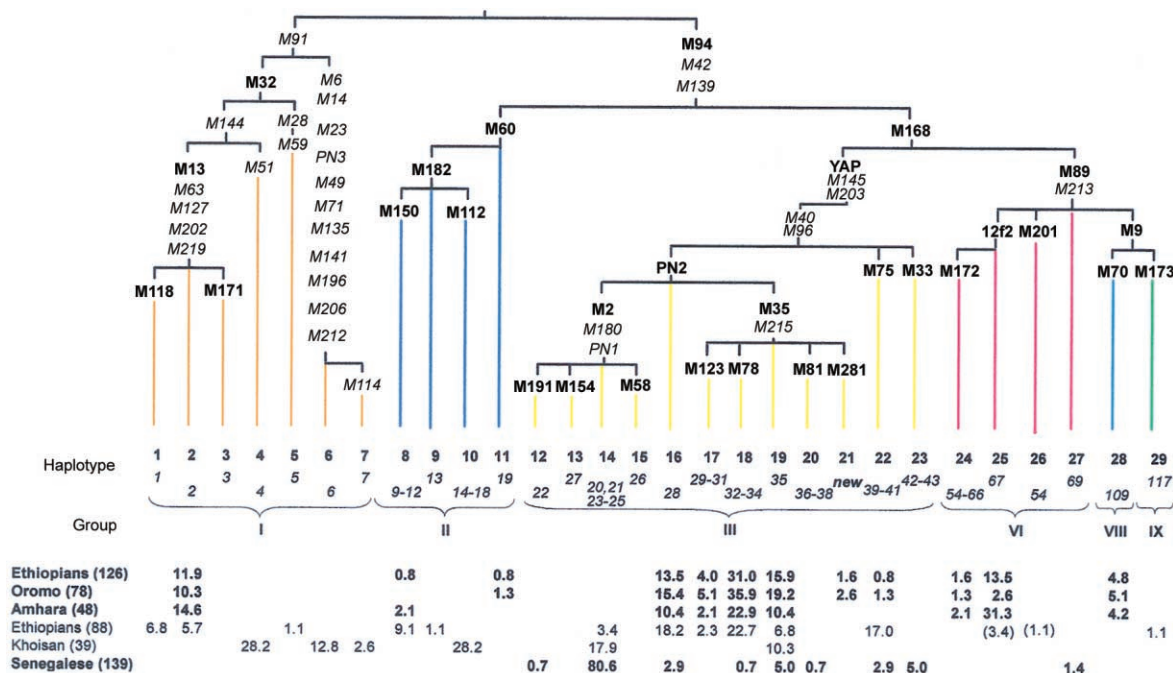 M91
M94
M42
M139
M32
M6
M14
M144
M28
M23
M59
PN3
M13
M51
M49
M63
M71
M127
M135
M202
M141
M219
M196
M118
M171
M206
M212
M114
M60
M168
M182
M150
M112
YAP
M145
M203
M89
M213
M40
M96
12f2
M201
M9
PN2
M75
M33
M172
M70
M173
M2
M180
PN1
M35
M215
M191
M154
M58
M123
M78
M81
M281
Haplotype 1 2 3 4 5 6 7 8 9 10 11 12 13 14 15 16 17 18 19 20 21 22 23 24 25 26 27 28 29
1 2 3 4 5 6 7 9-12 13 14-18 19 22 27 20,21 23-25 26 28 29-31 32-34 35 36-38 new 39-41 42-43 54-66 67 54 69 109 117
Group I II III VI VIII IX
Ethiopians (126) 11.9 0.8 0.8 13.5 4.0 31.0 15.9 1.6 0.8 1.6 13.5 4.8
Oromo (78) 10.3 1.3 15.4 5.1 35.9 19.2 2.6 1.3 1.3 2.6 5.1
Amhara (48) 14.6 2.1 10.4 2.1 22.9 10.4 2.1 31.3 4.2
Ethiopians (88) 6.8 5.7 1.1 9.1 1.1 3.4 18.2 2.3 22.7 6.8 17.0 (3.4) (1.1) 1.1
Khoisan (39) 28.2 12.8 2.6 28.2 17.9 10.3
Senegalese (139) 0.7 80.6 2.9 0.7 5.0 0.7 2.9 5.0 1.4